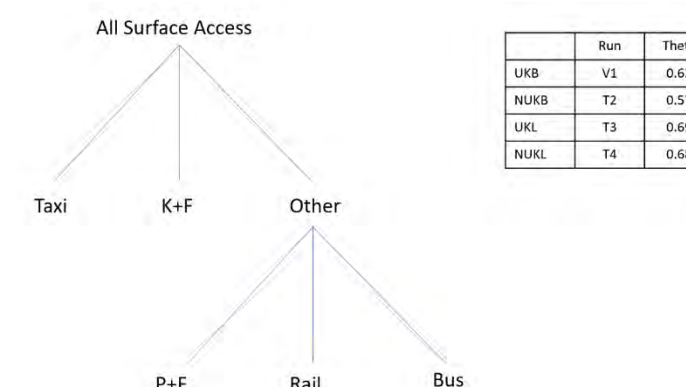 All Surface Access
Run
UKB V1
NUKB T2
UKL T3
NUKL T4
Taxi K+F Other
P+F Rail Bus